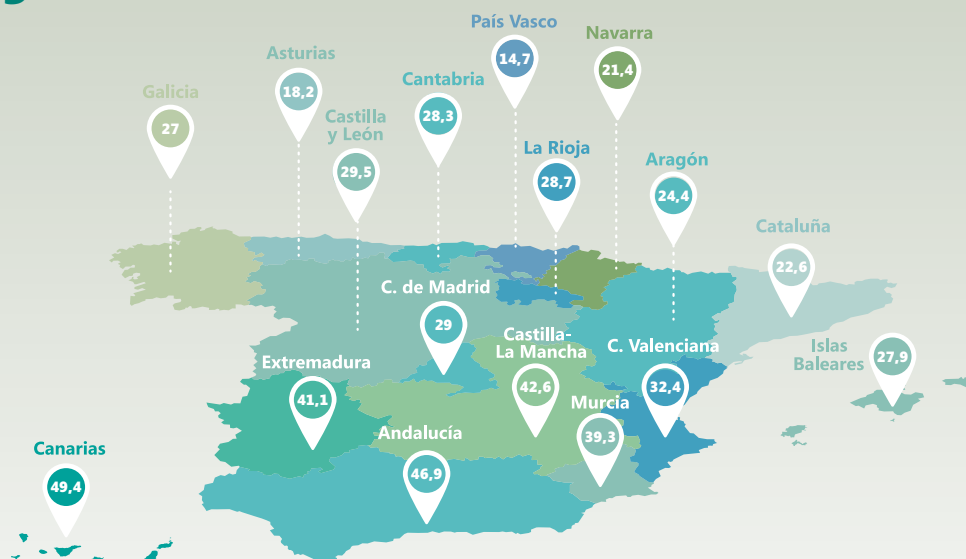 País Vasco
14,7
Navarra
21,4
Asturias
18,2
Cantabria
28,3
Galicia
27
Castilla
y León
29,5
La Rioja
28,7
Aragón
24,4
Cataluña
22,6
C. de Madrid
29
Castilla-
La Mancha
42,6
C. Valenciana
32,4
Islas
Baleares
27,9
Extremadura
41,1
Murcia
39,3
Andalucía
46,9
Canarias
49,4